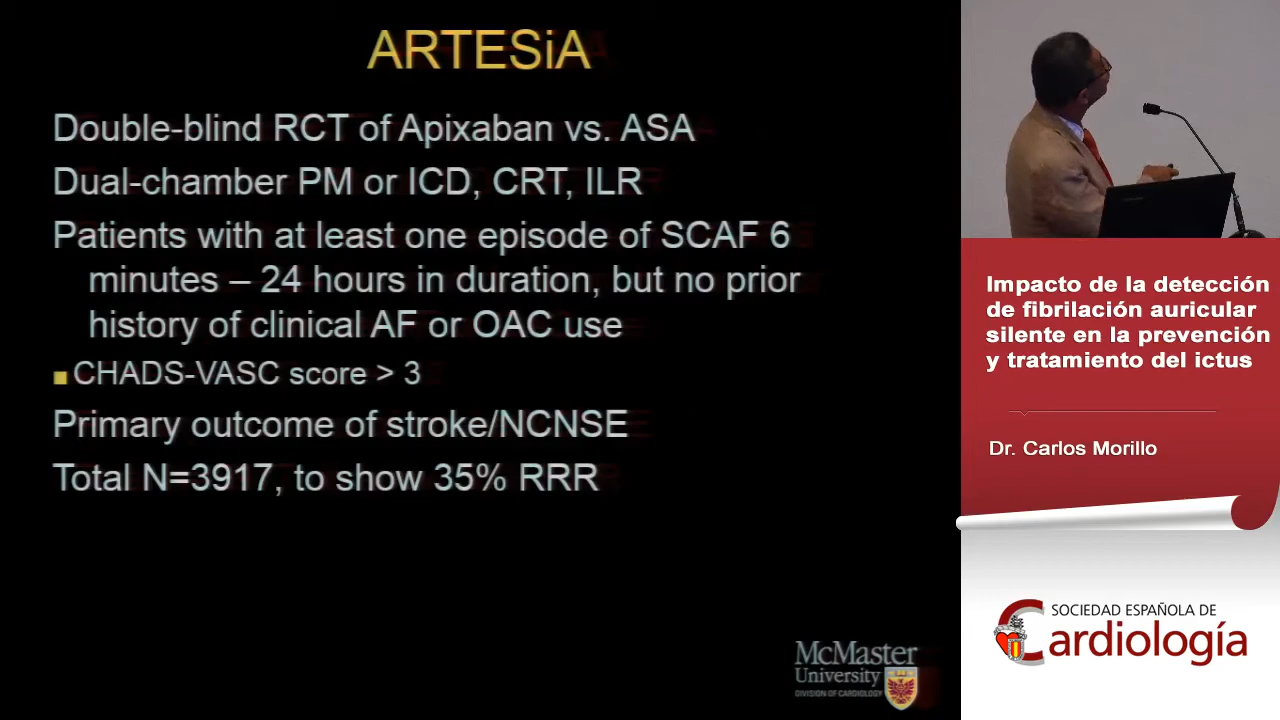 ARTESiA
Double-blind RCT of Apixaban vs. ASA
Dual-chamber PM or ICD, CRT, ILR
Patients with at least one episode of SCAF 6
minutes – 24 hours in duration, but no prior
history of clinical AF or OAC use
CHADS-VASC score > 3
Primary outcome of stroke/NCNSE
Total N=3917, to show 35% RRR
McMaster
University
DIVISION OF CARDIOLOGY
Impacto de la detección
de fibrilación auricular
silente en la prevención
y tratamiento del ictus
Dr. Carlos Morillo
SOCIEDAD ESPAÑOLA DE
Cardiología